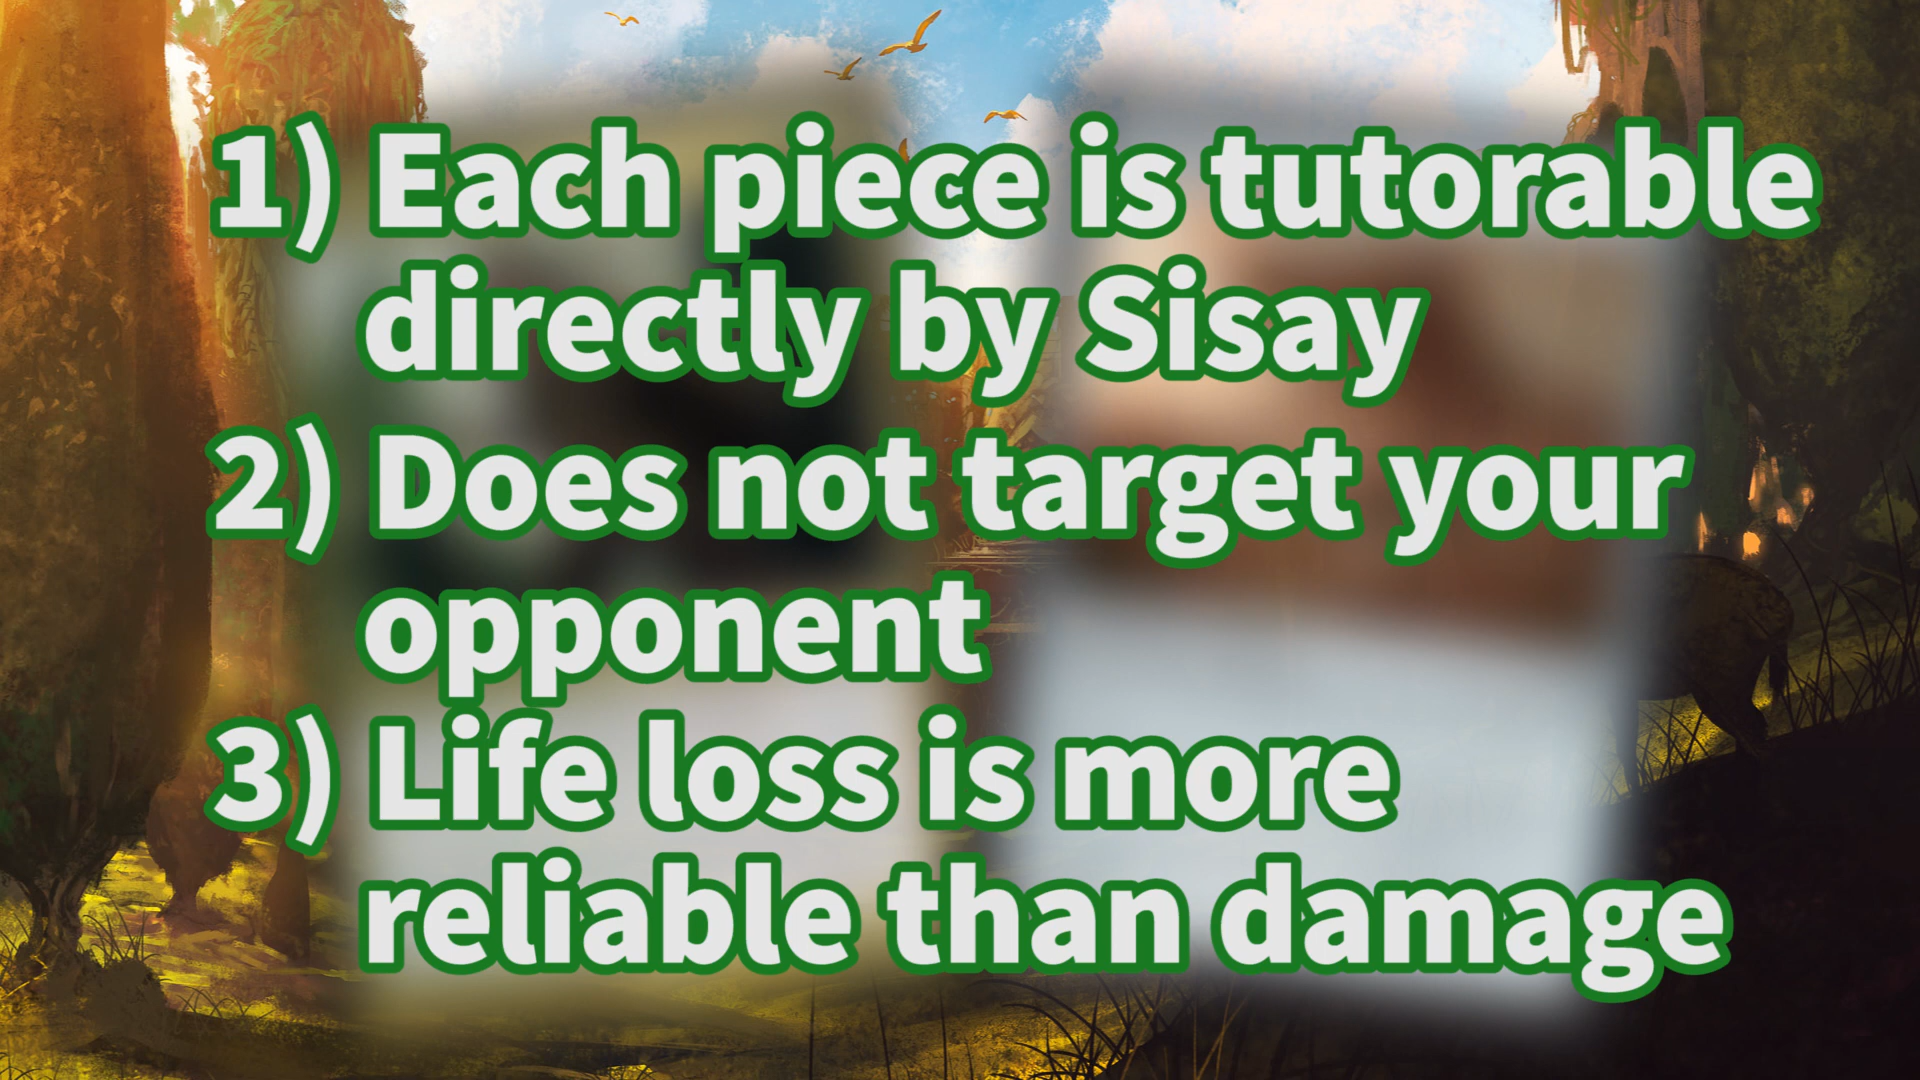 1) Each piece is tutorable
directly by Sisay
2) Does not target your
opponent
3) Life loss is more
reliable than damage